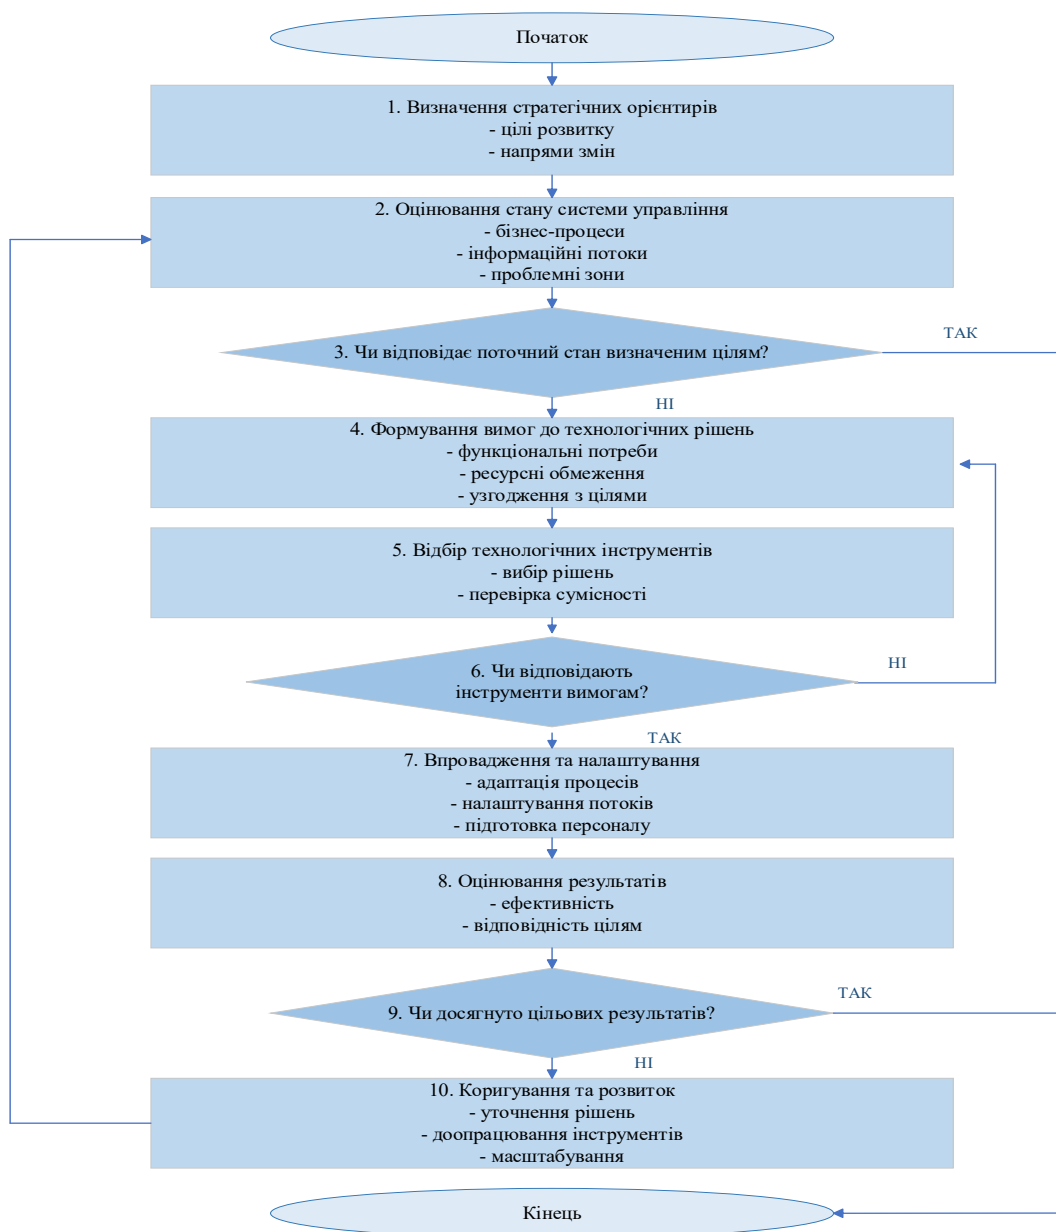 Початок
1. Визначення стратегічних орієнтирів
- цілі розвитку
- напрями змін
2. Оцінювання стану системи управління
- бізнес-процеси
- інформаційні потоки
- проблемні зони
3. Чи відповідає поточний стан визначеним цілям?
ТАК
НІ
4. Формування вимог до технологічних рішень
- функціональні потреби
- ресурсні обмеження
- узгодження з цілями
5. Відбір технологічних інструментів
- вибір рішень
- перевірка сумісності
6. Чи відповідають
інструменти вимогам?
НІ
ТАК
7. Впровадження та налаштування
- адаптація процесів
- налаштування потоків
- підготовка персоналу
8. Оцінювання результатів
- ефективність
- відповідність цілям
9. Чи досягнуто цільових результатів?
ТАК
НІ
10. Коригування та розвиток
- уточнення рішень
- доопрацювання інструментів
- масштабування
Кінець